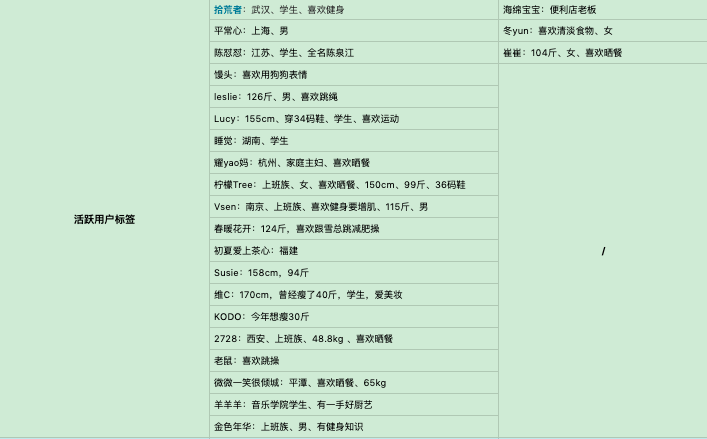 拾荒者：武汉、学生、喜欢健身
海绵宝宝：便利店老板
平常心：上海、男
冬yun：喜欢清淡食物、女
陈怼怼：江苏、学生、全名陈泉江
崔崔：104斤、女、喜欢晒餐
馒头：喜欢用狗狗表情
leslie：126斤、男、喜欢跳绳
Lucy：155cm、穿34码鞋、学生、喜欢运动
睡觉：湖南、学生
耀yao妈：杭州、家庭主妇、喜欢晒餐
柠檬Tree：上班族、女、喜欢晒餐、150cm、99斤、36码鞋
Vsen：南京、上班族、喜欢健身要增肌、115斤、男
活跃用户标签
春暖花开：124斤，喜欢跟雪总跳减肥操
初夏爱上茶心：福建
/
Susie：158cm，94斤
维C：170cm，曾经瘦了40斤，学生，爱美妆
KODO：今年想瘦30斤
2728：西安、上班族、48.8kg 、喜欢晒餐
老鼠：喜欢跳操
微微一笑很倾城：平潭、喜欢晒餐、65kg
羊羊羊：音乐学院学生、有一手好厨艺
金色年华：上班族、男、有健身知识